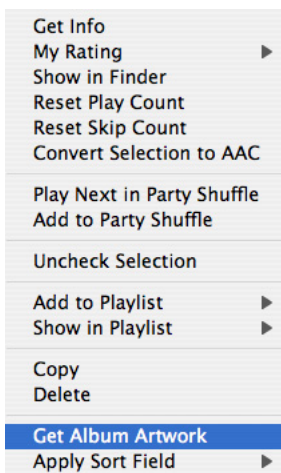 Get Info
My Rating
Show in Finder
Reset Play Count
Reset Skip Count
Convert Selection to AAC
Play Next in Party Shuffle
Add to Party Shuffle
Uncheck Selection
Add to Playlist
Show in Playlist
Copy
Delete
Get Album Artwork
Apply Sort Field